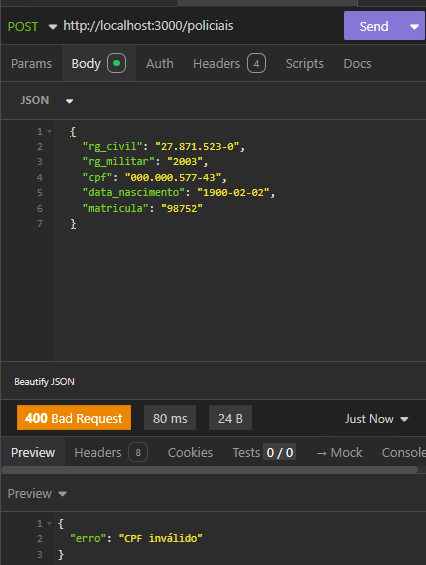 POST http://localhost:3000/policiais Send
Params Body Auth Headers 4 Scripts Docs
JSON
1 {
2 "rg_civil": "27.871.523-0",
3 "rg_militar": "2003",
4 "cpf": "000.000.577-43",
5 "data_nascimento": "1900-02-02",
6 "matricula": "98752"
7 }
Beautify JSON
400 Bad Request 80 ms 24 B Just Now
Preview Headers 8 Cookies Tests 0 / 0 → Mock Console
Preview
1 {
2 "erro": "CPF inválido"
3 }